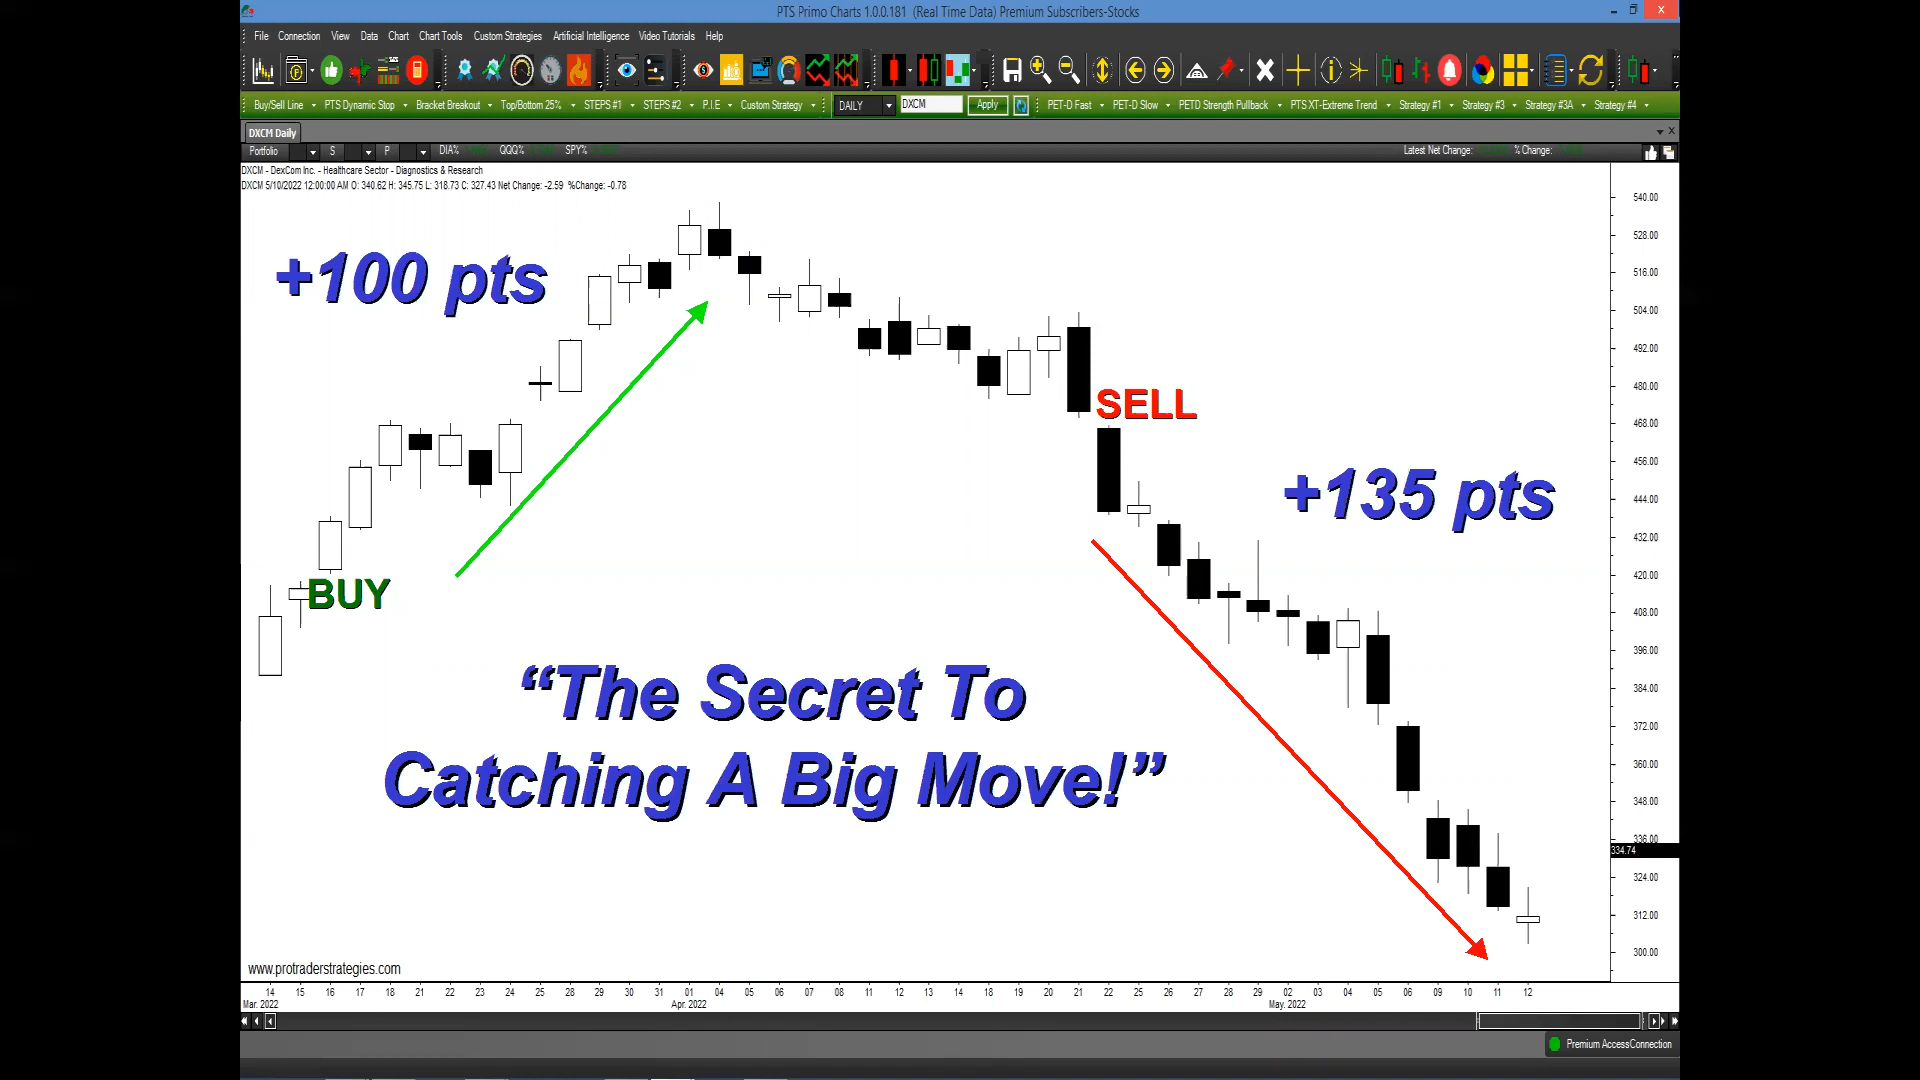 PTS Primo Charts 1.0.0.181 (Real Time Data) Premium Subscribers-Stocks
File Connection View Data Chart Chart Tools Custom Strategies Artificial Intelligence Video Tutorials Help
Buy/Sell Line PTS Dynamic Stop Bracket Breakout Top/Bottom 25% STEPS #1 STEPS #2 P.I.E Custom Strategy DAILY DXCM Apply PET-D Fast PET-D Slow PETD Strength Pullback PTS XT-Extreme Trend Strategy #1 Strategy #3 Strategy #3A Strategy #4
DXCM Daily
Portfolio S P DIA% QQQ% SPY% Latest Net Change: % Change:
DXCM - DexCom Inc. - Healthcare Sector - Diagnostics & Research
DXCM 5/10/2022 12:00:00 AM O: 340.62 H: 345.75 L: 318.73 C: 327.43 Net Change: -2.59 %Change: -0.78
540.00
528.00
+100 pts
516.00
504.00
492.00
480.00
SELL
468.00
456.00
+135 pts
444.00
432.00
420.00
BUY
408.00
396.00
"The Secret To
384.00
372.00
Catching A Big Move!"
360.00
348.00
336.00
334.74
324.00
312.00
300.00
www.protraderstrategies.com
14 15 16 17 18 21 22 23 24 25 28 29 30 31 01 04 05 06 07 08 11 12 13 14 18 19 20 21 22 25 26 27 28 29 02 03 04 05 06 09 10 11 12
Mar. 2022 Apr. 2022 May. 2022
Premium AccessConnection